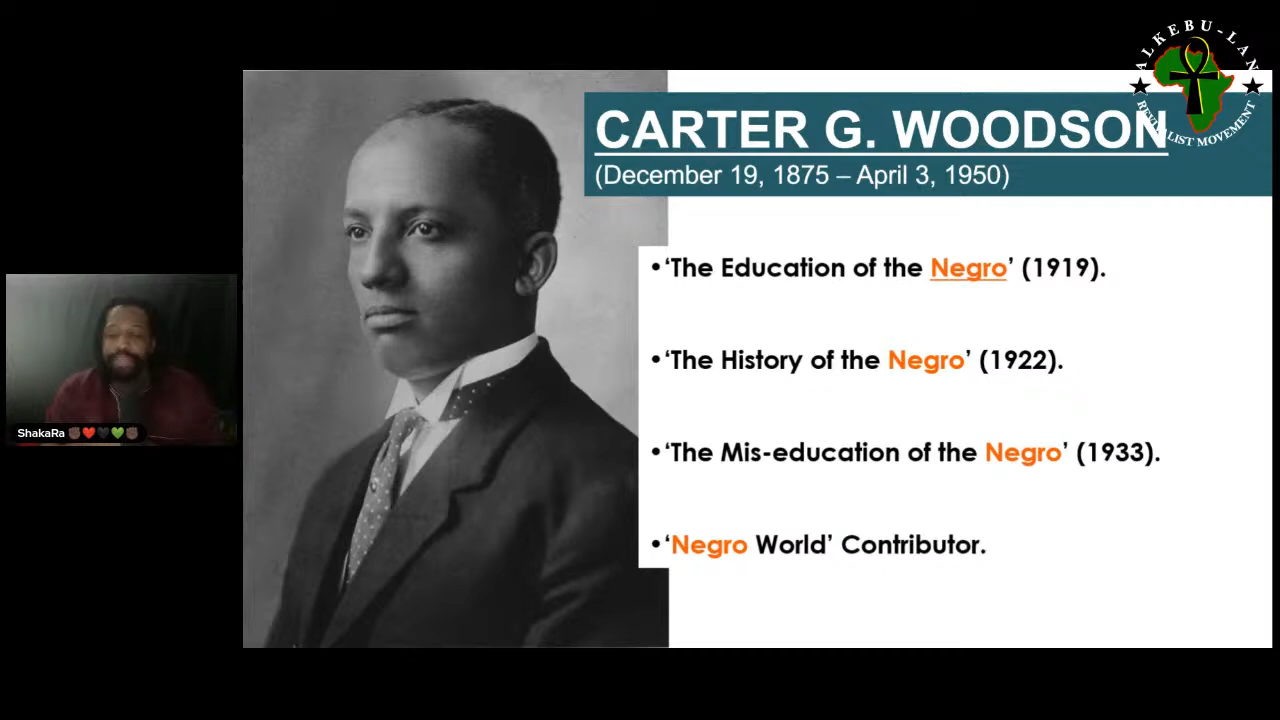 ALKEBU-LAN
REVIVALIST MOVEMENT
CARTER G. WOODSON
(December 19, 1875 – April 3, 1950)
•‘The Education of the Negro’ (1919).
•‘The History of the Negro’ (1922).
•‘The Mis-education of the Negro’ (1933).
•‘Negro World’ Contributor.
ShakaRa ✊🏿❤️🖤💚✊🏿